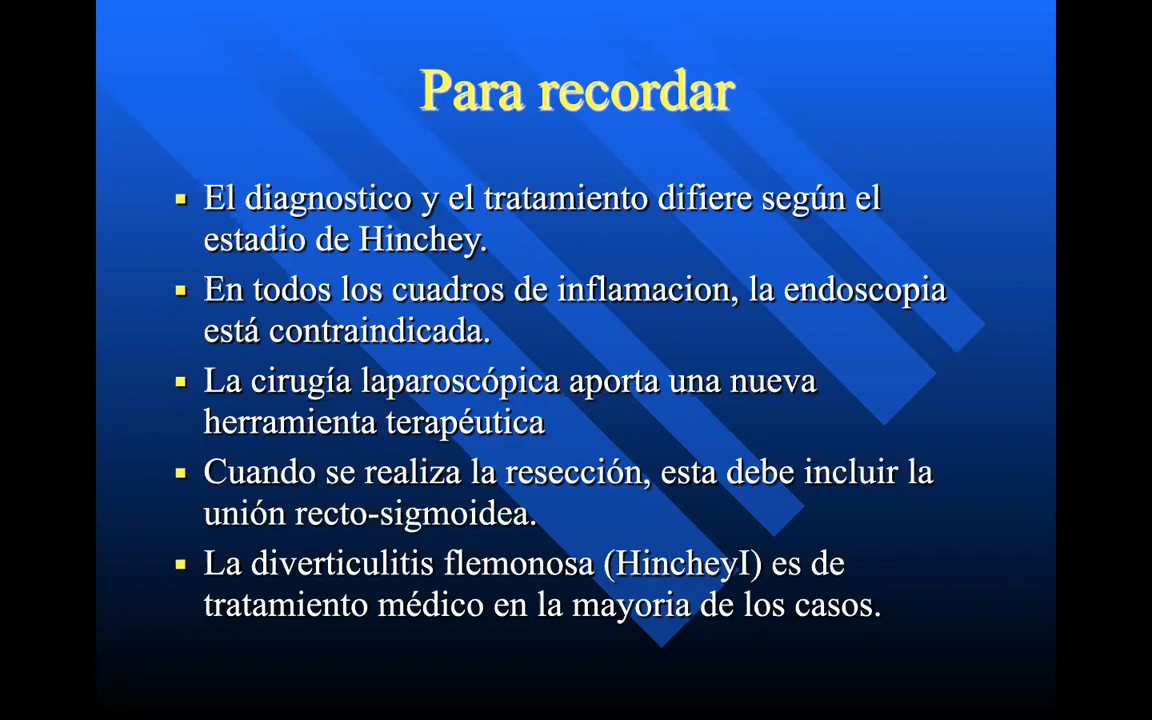 Para recordar
El diagnostico y el tratamiento difiere según el
estadio de Hinchey.
En todos los cuadros de inflamacion, la endoscopia
está contraindicada.
La cirugía laparoscópica aporta una nueva
herramienta terapéutica
Cuando se realiza la resección, esta debe incluir la
unión recto-sigmoidea.
La diverticulitis flemonosa (HincheyI) es de
tratamiento médico en la mayoria de los casos.